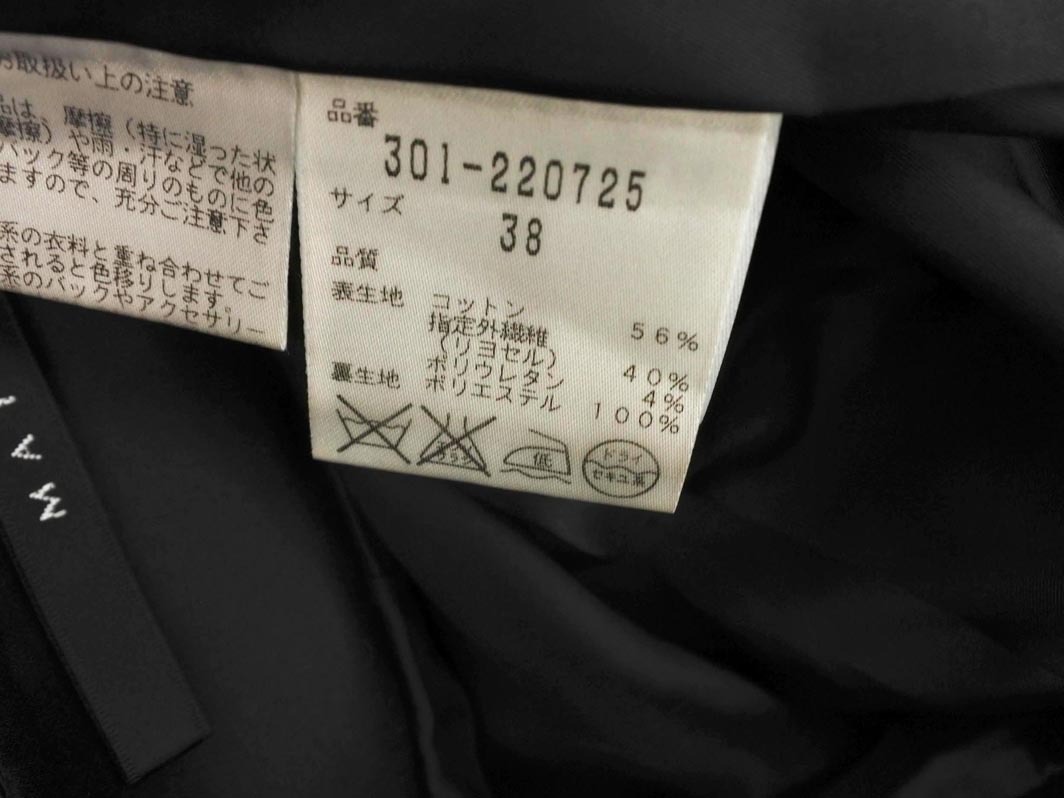 お取扱い上の注意
品は、摩擦（特に湿った状
摩擦）や雨、汗などで他の
バック等の周りのものに色
ますので、充分ご注意下さ
系の衣料と重ね合わせてご
されると色移りします。
系のバックやアクセサリー
品番
301-220725
サイズ
38
品質
表生地 コットン 56%
指定外繊維
（リヨセル） 40%
ポリウレタン 4%
裏生地 ポリエステル 100%
低
ドライ
セキユ系